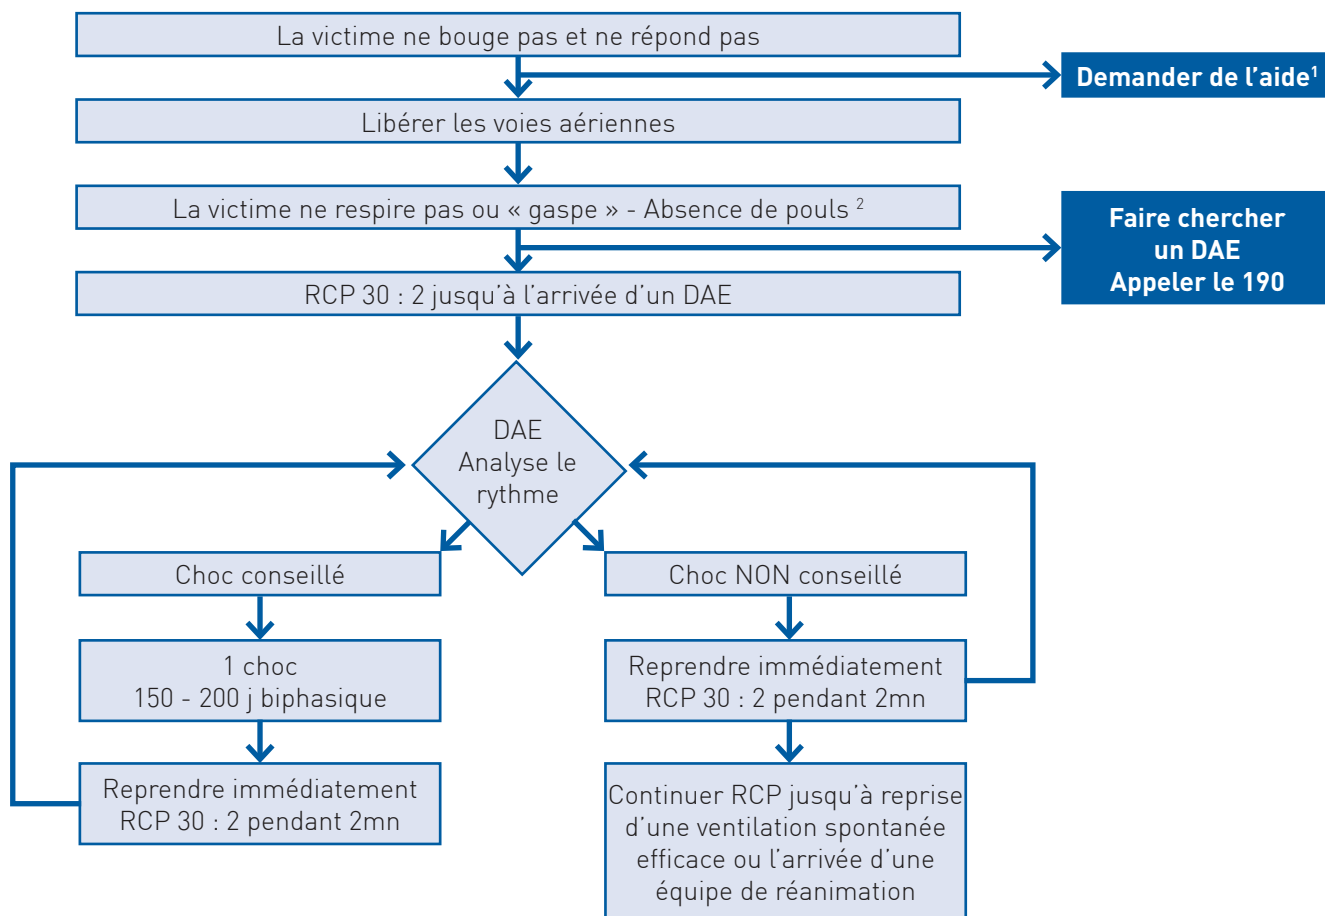 La victime ne bouge pas et ne répond pas
Demander de l'aide¹
Libérer les voies aériennes
La victime ne respire pas ou « gaspe » - Absence de pouls ²
Faire chercher
un DAE
Appeler le 190
RCP 30 : 2 jusqu'à l'arrivée d'un DAE
DAE
Analyse le
rythme
Choc conseillé
Choc NON conseillé
1 choc
150 - 200 j biphasique
Reprendre immédiatement
RCP 30 : 2 pendant 2mn
Reprendre immédiatement
RCP 30 : 2 pendant 2mn
Continuer RCP jusqu'à reprise
d'une ventilation spontanée
efficace ou l'arrivée d'une
équipe de réanimation